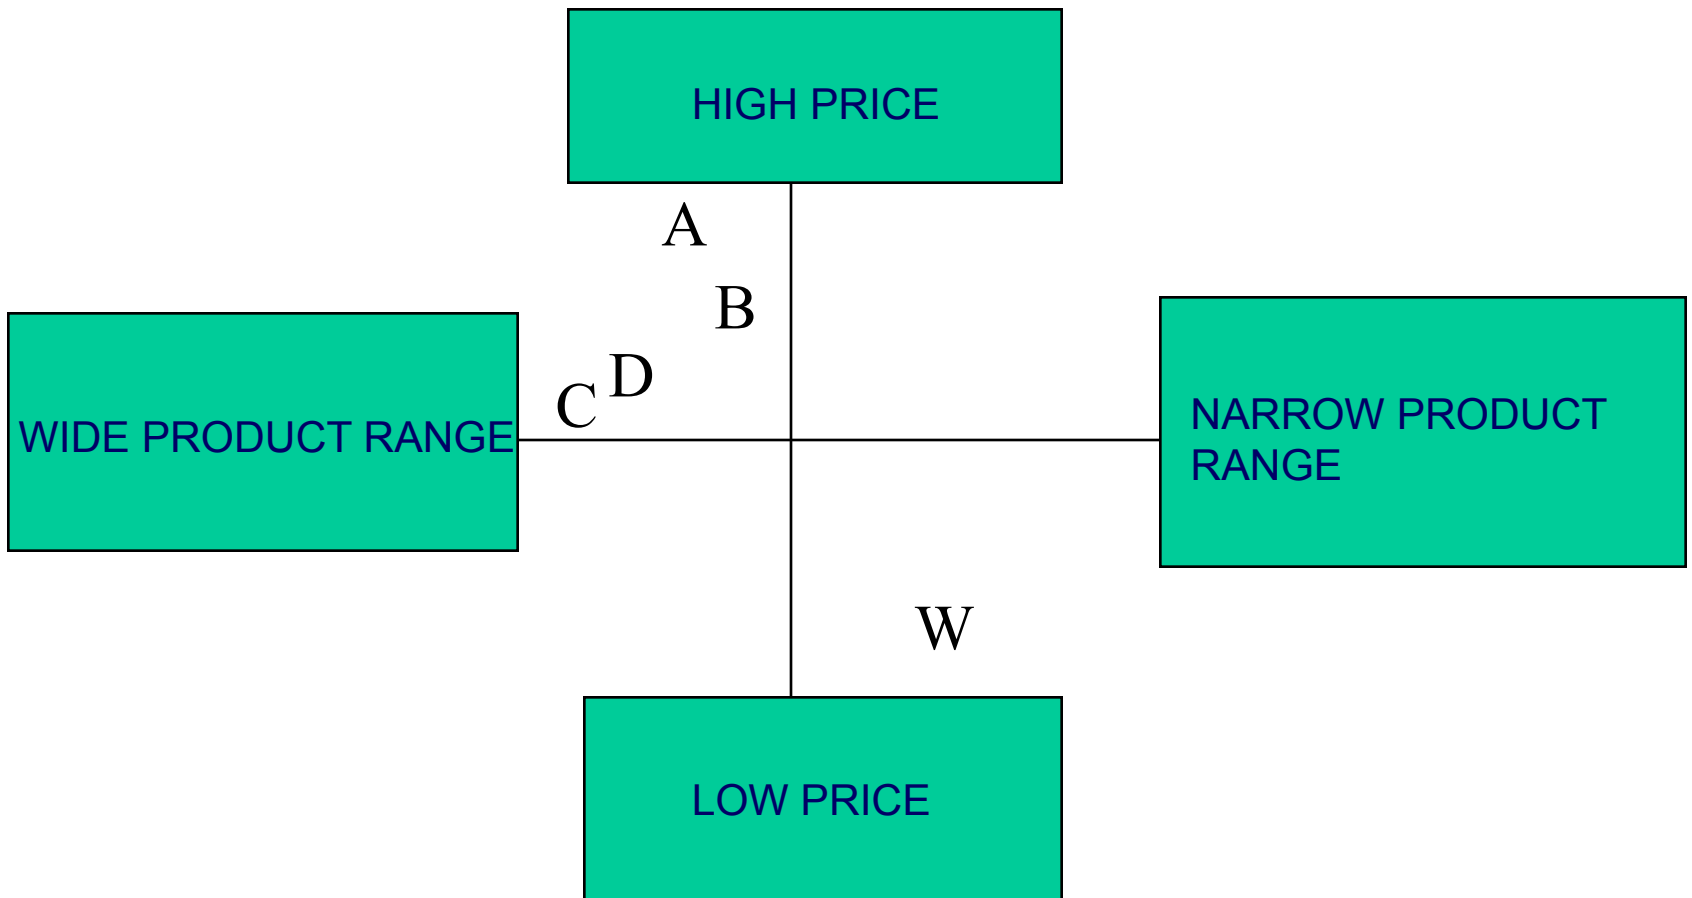 HIGH PRICE
A
B
D
C
WIDE PRODUCT RANGE
NARROW PRODUCT
RANGE
W
LOW PRICE